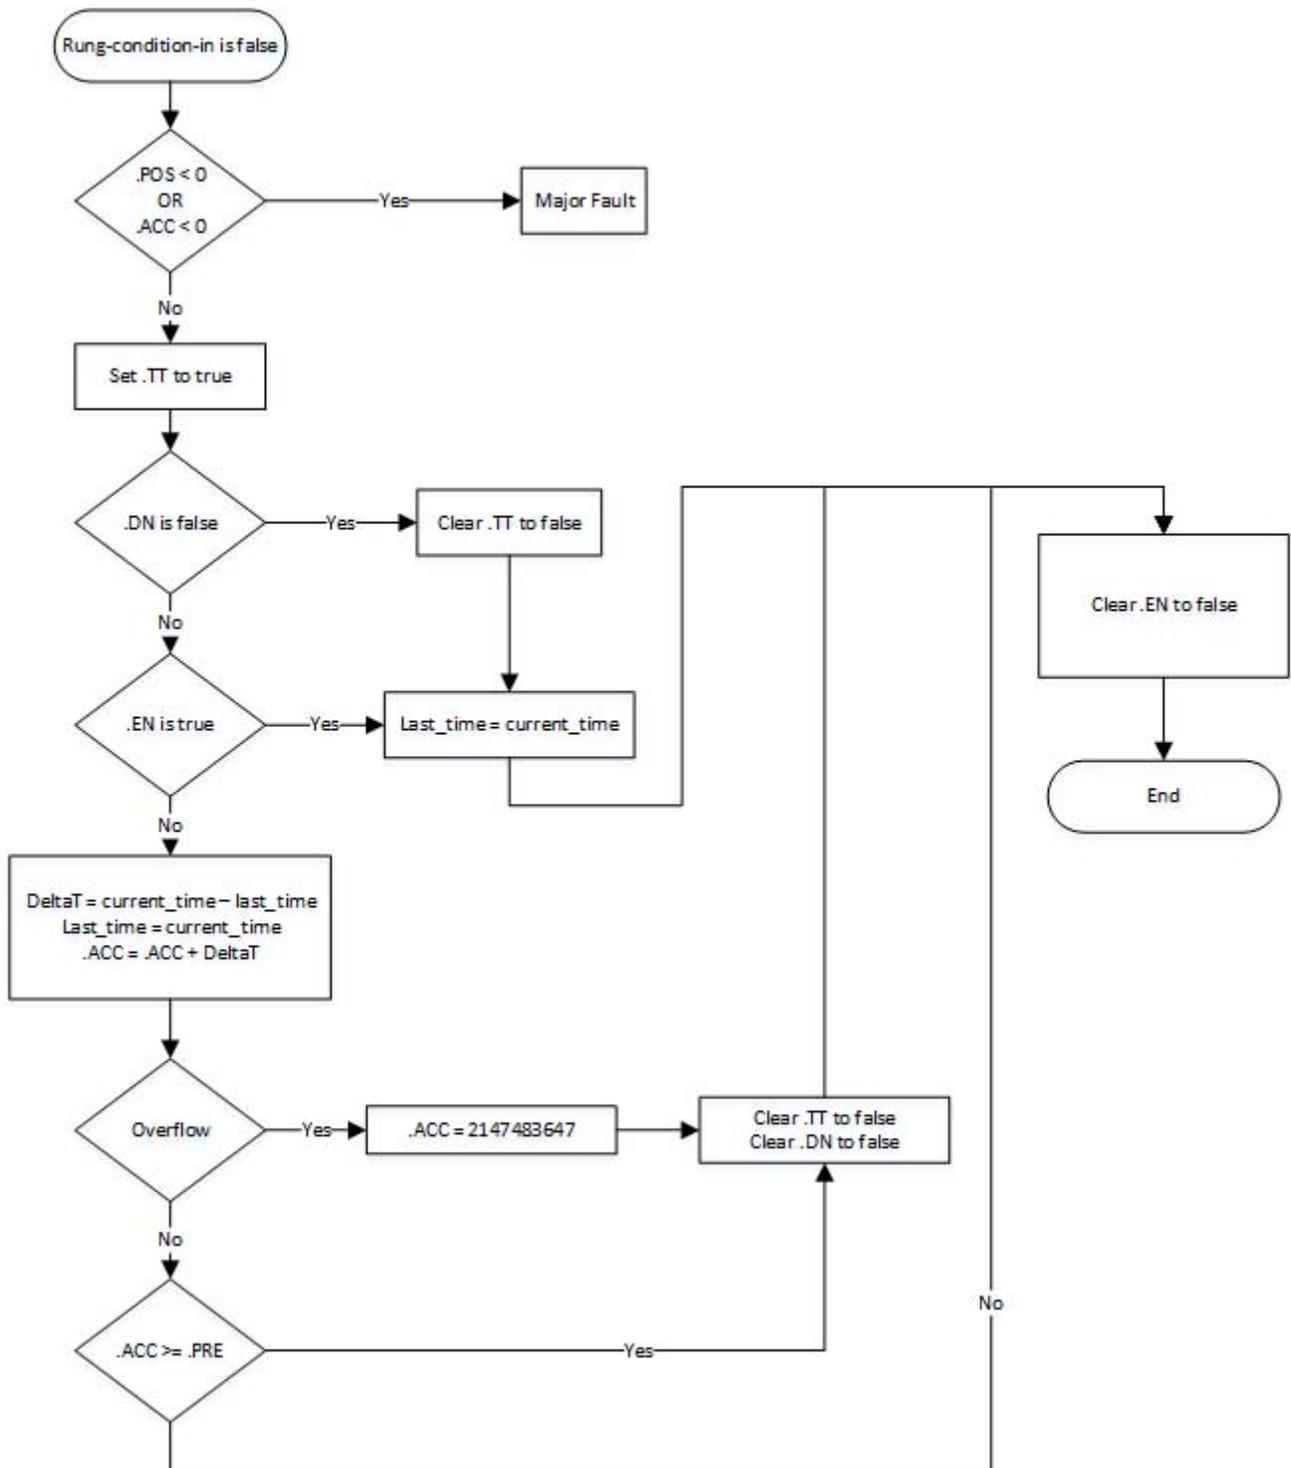 Rung-condition-in is false
.POS < 0
OR
.ACC < 0
Yes
Major Fault
No
Set .TT to true
.DN is false
Yes
Clear .TT to false
No
.EN is true
Yes
Last_time = current_time
Clear .EN to false
End
No
DeltaT = current_time – last_time
Last_time = current_time
.ACC = .ACC + DeltaT
Overflow
Yes
.ACC = 2147483647
Clear .TT to false
Clear .DN to false
No
.ACC >= .PRE
Yes
No